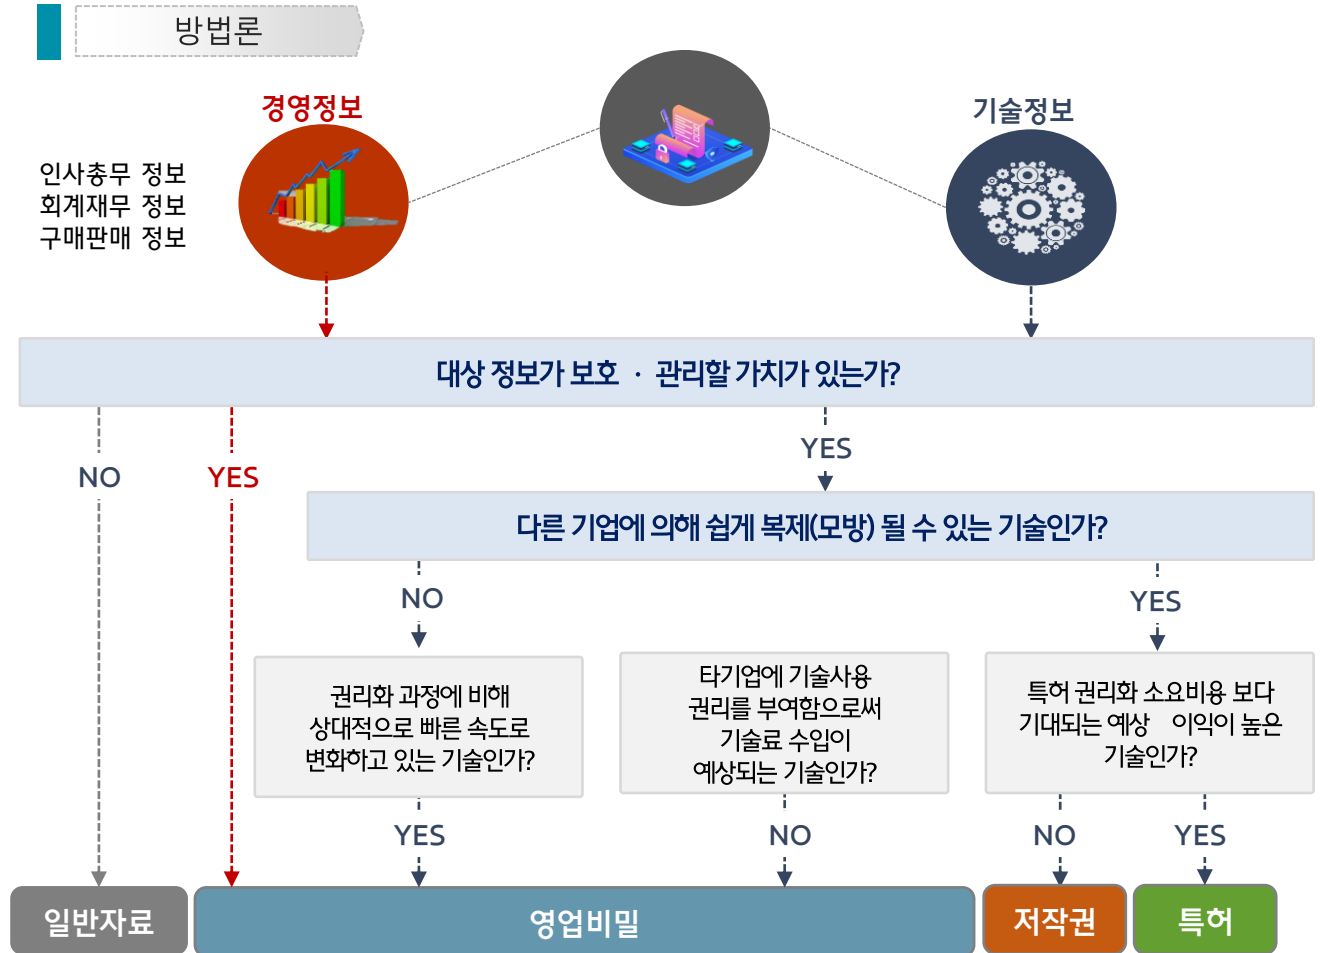 방법론
경영정보
기술정보
인사총무 정보
회계재무 정보
구매판매 정보
대상 정보가 보호 · 관리할 가치가 있는가?
NO
YES
YES
다른 기업에 의해 쉽게 복제(모방) 될 수 있는 기술인가?
NO
YES
권리화 과정에 비해
상대적으로 빠른 속도로
변화하고 있는 기술인가?
타기업에 기술사용
권리를 부여함으로써
기술료 수입이
예상되는 기술인가?
특허 권리화 소요비용 보다
기대되는 예상 이익이 높은
기술인가?
YES
NO
NO
YES
일반자료
영업비밀
저작권
특허